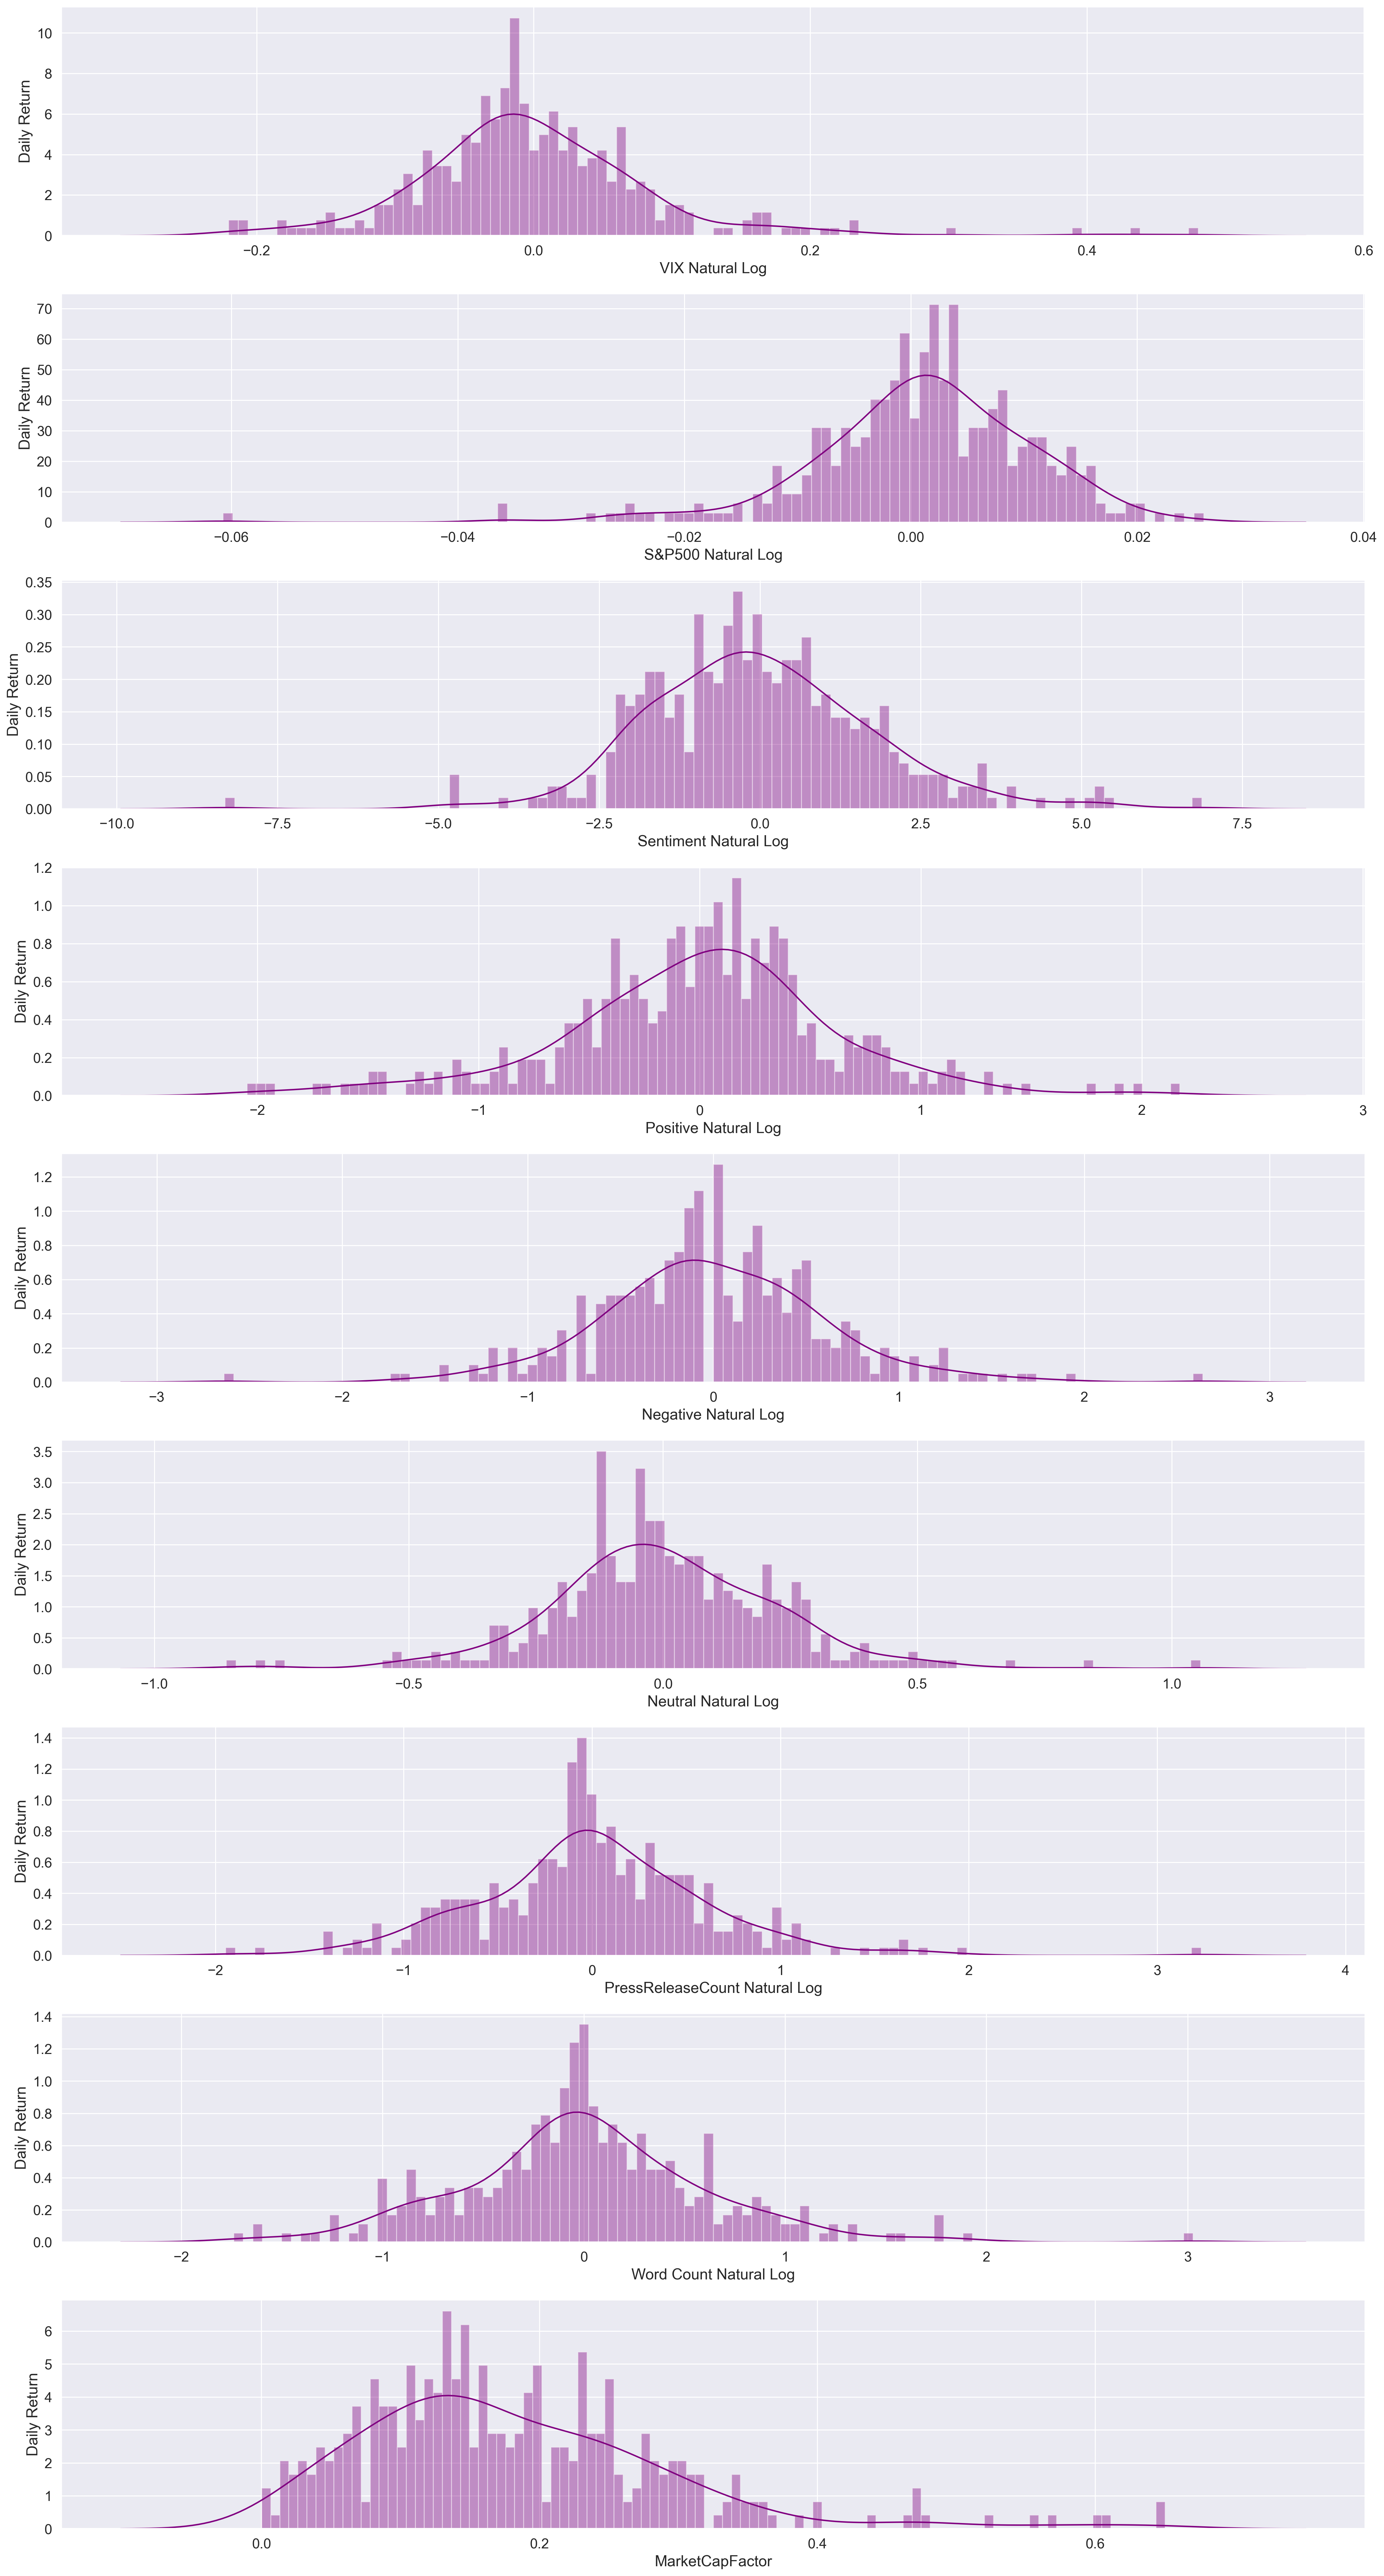 10
8
6
4
2
0
Daily Return
−0.2 0.0 0.2 0.4 0.6
VIX Natural Log
70
60
50
40
30
20
10
0
Daily Return
−0.06 −0.04 −0.02 0.00 0.02 0.04
S&P500 Natural Log
0.35
0.30
0.25
0.20
0.15
0.10
0.05
0.00
Daily Return
−10.0 −7.5 −5.0 −2.5 0.0 2.5 5.0 7.5
Sentiment Natural Log
1.2
1.0
0.8
0.6
0.4
0.2
0.0
Daily Return
−2 −1 0 1 2 3
Positive Natural Log
1.2
1.0
0.8
0.6
0.4
0.2
0.0
Daily Return
−3 −2 −1 0 1 2 3
Negative Natural Log
3.5
3.0
2.5
2.0
1.5
1.0
0.5
0.0
Daily Return
−1.0 −0.5 0.0 0.5 1.0
Neutral Natural Log
1.4
1.2
1.0
0.8
0.6
0.4
0.2
0.0
Daily Return
−2 −1 0 1 2 3 4
PressReleaseCount Natural Log
1.4
1.2
1.0
0.8
0.6
0.4
0.2
0.0
Daily Return
−2 −1 0 1 2 3
Word Count Natural Log
6
5
4
3
2
1
0
Daily Return
0.0 0.2 0.4 0.6
MarketCapFactor